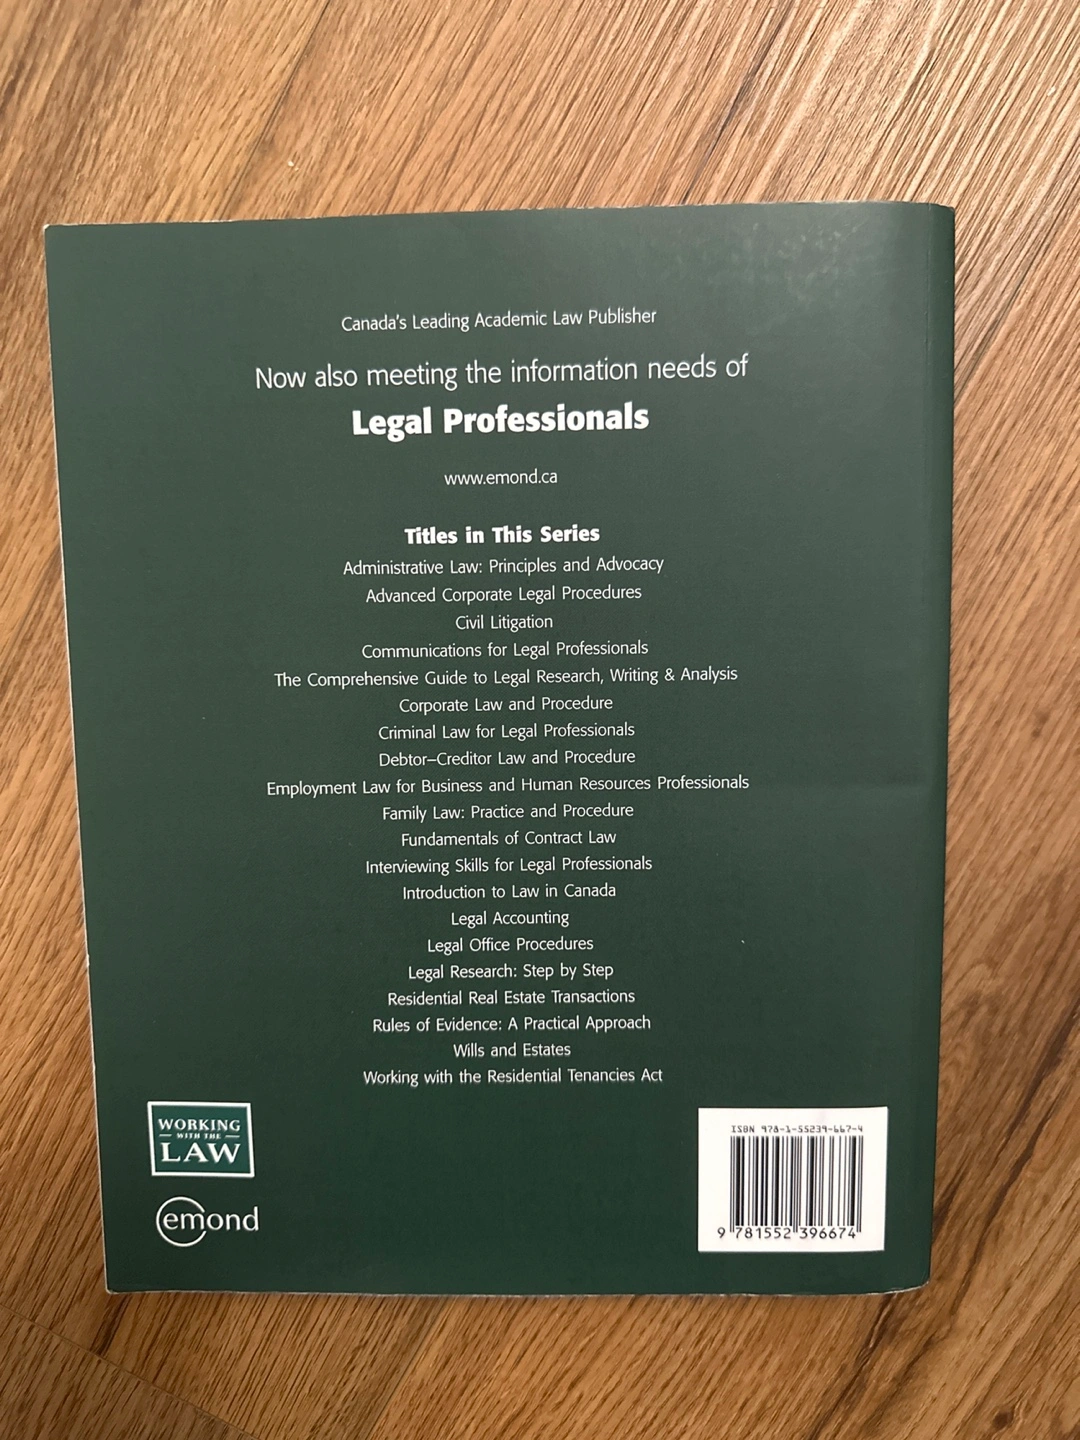 Canada's Leading Academic Law Publisher
Now also meeting the information needs of
Legal Professionals
www.emond.ca
Titles in This Series
Administrative Law: Principles and Advocacy
Advanced Corporate Legal Procedures
Civil Litigation
Communications for Legal Professionals
The Comprehensive Guide to Legal Research, Writing & Analysis
Corporate Law and Procedure
Criminal Law for Legal Professionals
Debtor–Creditor Law and Procedure
Employment Law for Business and Human Resources Professionals
Family Law: Practice and Procedure
Fundamentals of Contract Law
Interviewing Skills for Legal Professionals
Introduction to Law in Canada
Legal Accounting
Legal Office Procedures
Legal Research: Step by Step
Residential Real Estate Transactions
Rules of Evidence: A Practical Approach
Wills and Estates
Working with the Residential Tenancies Act
WORKING
WITH THE
LAW
emond
ISBN 978-1-55239-667-4
9 781552 396674